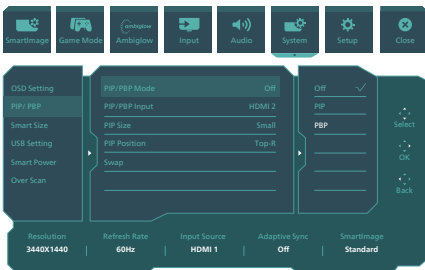 SmartImage Game Mode Ambiglow Input Audio System Setup Close
ambiglow
OSD Setting PIP/PBP Mode Off Off
PIP/ PBP PIP/PBP Input HDMI 2 PIP
Smart Size PIP Size Small PBP Select
USB Setting PIP Position Top-R
Smart Power Swap OK
Over Scan
Back
Resolution Refresh Rate Input Source Adaptive Sync SmartImage
3440X1440 60Hz HDMI 1 Off Standard